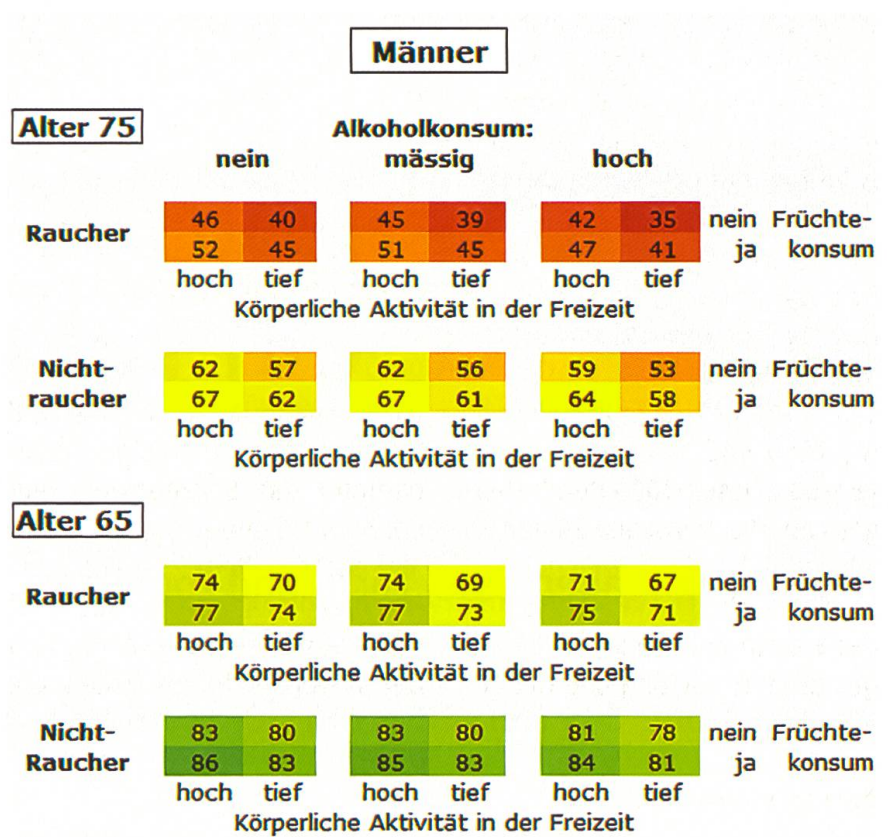 Männer
Alter 75
Alkoholkonsum:
nein mässig hoch
Raucher
46 40 45 39 42 35 nein Früchte-
52 45 51 45 47 41 ja konsum
hoch tief hoch tief hoch tief
Körperliche Aktivität in der Freizeit
Nicht-
raucher
62 57 62 56 59 53 nein Früchte-
67 62 67 61 64 58 ja konsum
hoch tief hoch tief hoch tief
Körperliche Aktivität in der Freizeit
Alter 65
Raucher
74 70 74 69 71 67 nein Früchte-
77 74 77 73 75 71 ja konsum
hoch tief hoch tief hoch tief
Körperliche Aktivität in der Freizeit
Nicht-
Raucher
83 80 83 80 81 78 nein Früchte-
86 83 85 83 84 81 ja konsum
hoch tief hoch tief hoch tief
Körperliche Aktivität in der Freizeit